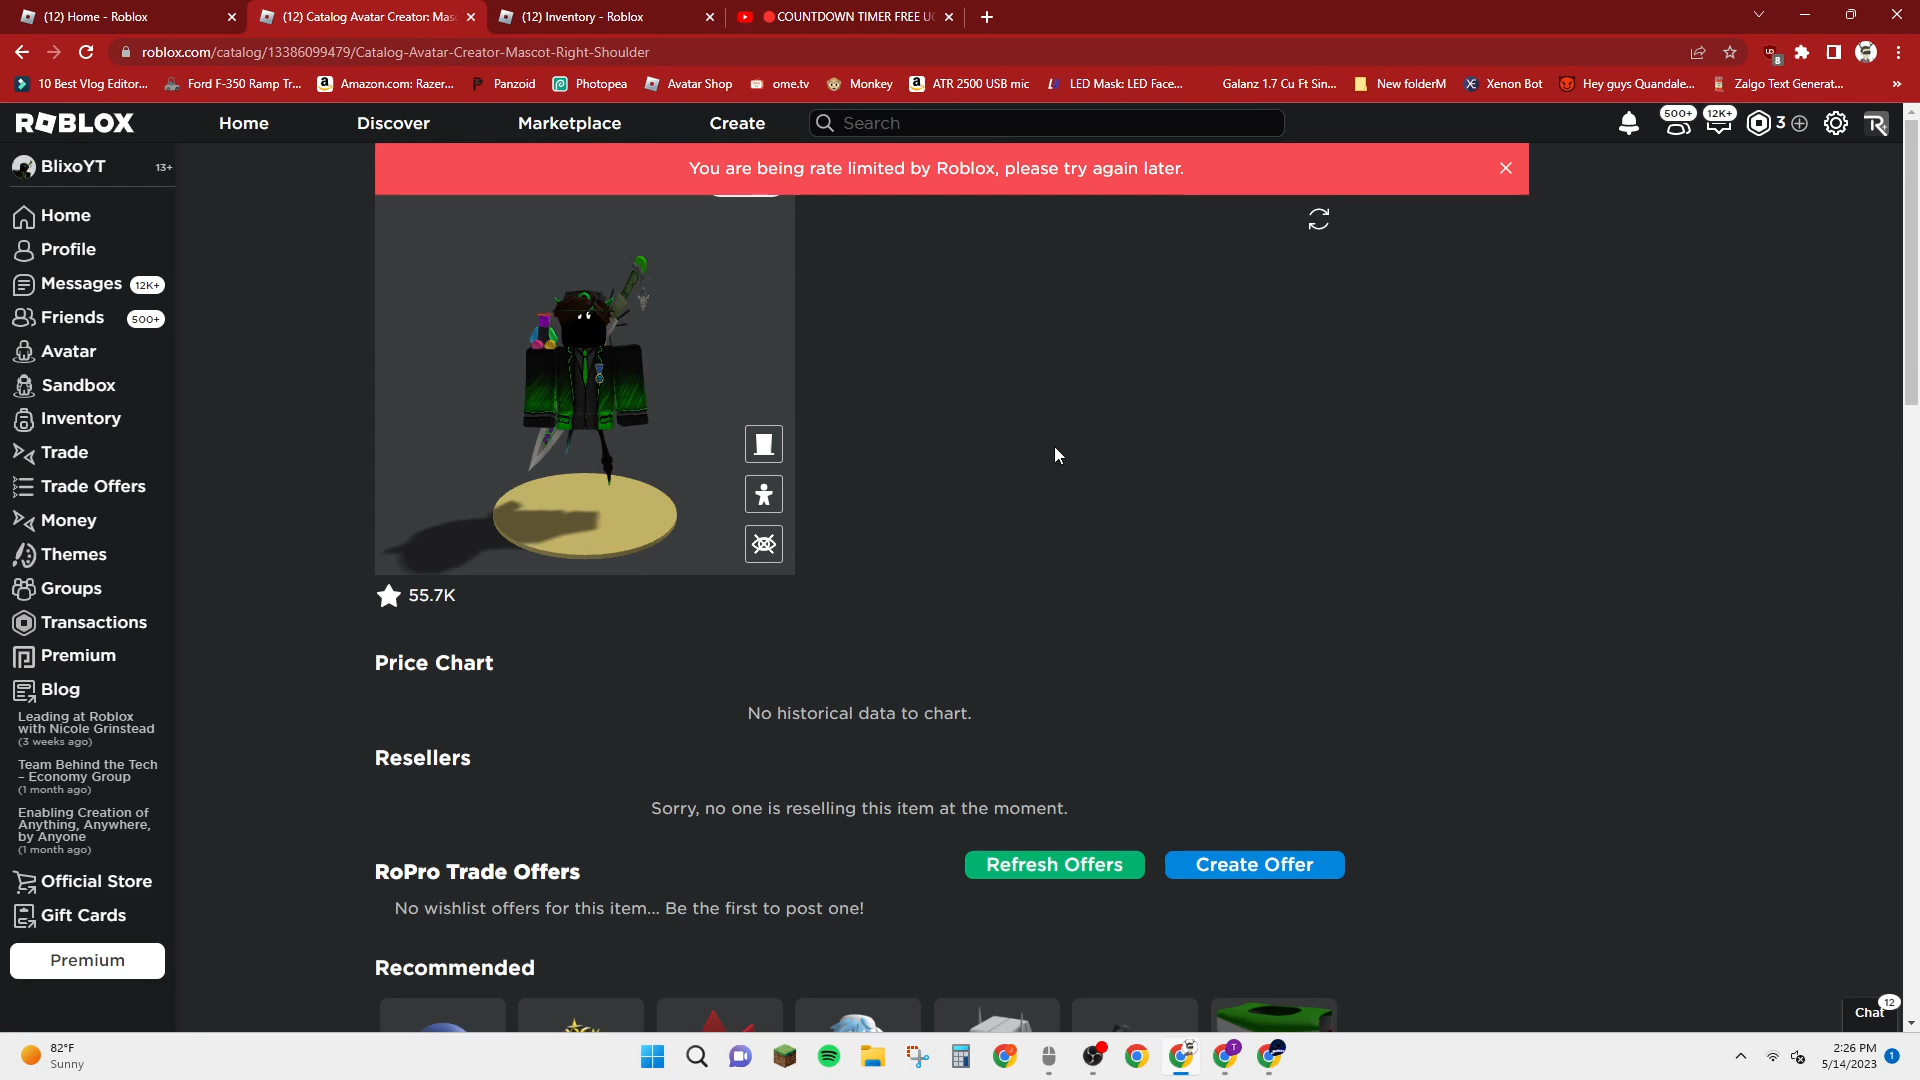 (12) Home - Roblox
(12) Catalog Avatar Creator: Mas
(12) Inventory - Roblox
COUNTDOWN TIMER FREE U
roblox.com/catalog/13386099479/Catalog-Avatar-Creator-Mascot-Right-Shoulder
8
10 Best Vlog Editor...
Ford F-350 Ramp Tr...
Amazon.com: Razer...
Panzoid
Photopea
Avatar Shop
ome.tv
Monkey
ATR 2500 USB mic
LED Mask: LED Face...
Galanz 1.7 Cu Ft Sin...
New folderM
Xenon Bot
Hey guys Quandale...
Zalgo Text Generat...
»
ROBLOX
Home
Discover
Marketplace
Create
Search
500+
12K+
3
BlixoYT
13+
You are being rate limited by Roblox, please try again later.
Home
Profile
Messages
12K+
Friends
500+
Avatar
Sandbox
Inventory
Trade
Trade Offers
Money
Themes
Groups
Transactions
Premium
Blog
Leading at Roblox
with Nicole Grinstead
(3 weeks ago)
Team Behind the Tech
– Economy Group
(1 month ago)
Enabling Creation of
Anything, Anywhere,
by Anyone
(1 month ago)
Official Store
Gift Cards
Premium
55.7K
Price Chart
No historical data to chart.
Resellers
Sorry, no one is reselling this item at the moment.
RoPro Trade Offers
Refresh Offers
Create Offer
No wishlist offers for this item... Be the first to post one!
Recommended
Chat
12
82°F
Sunny
T
2:26 PM
5/14/2023
1